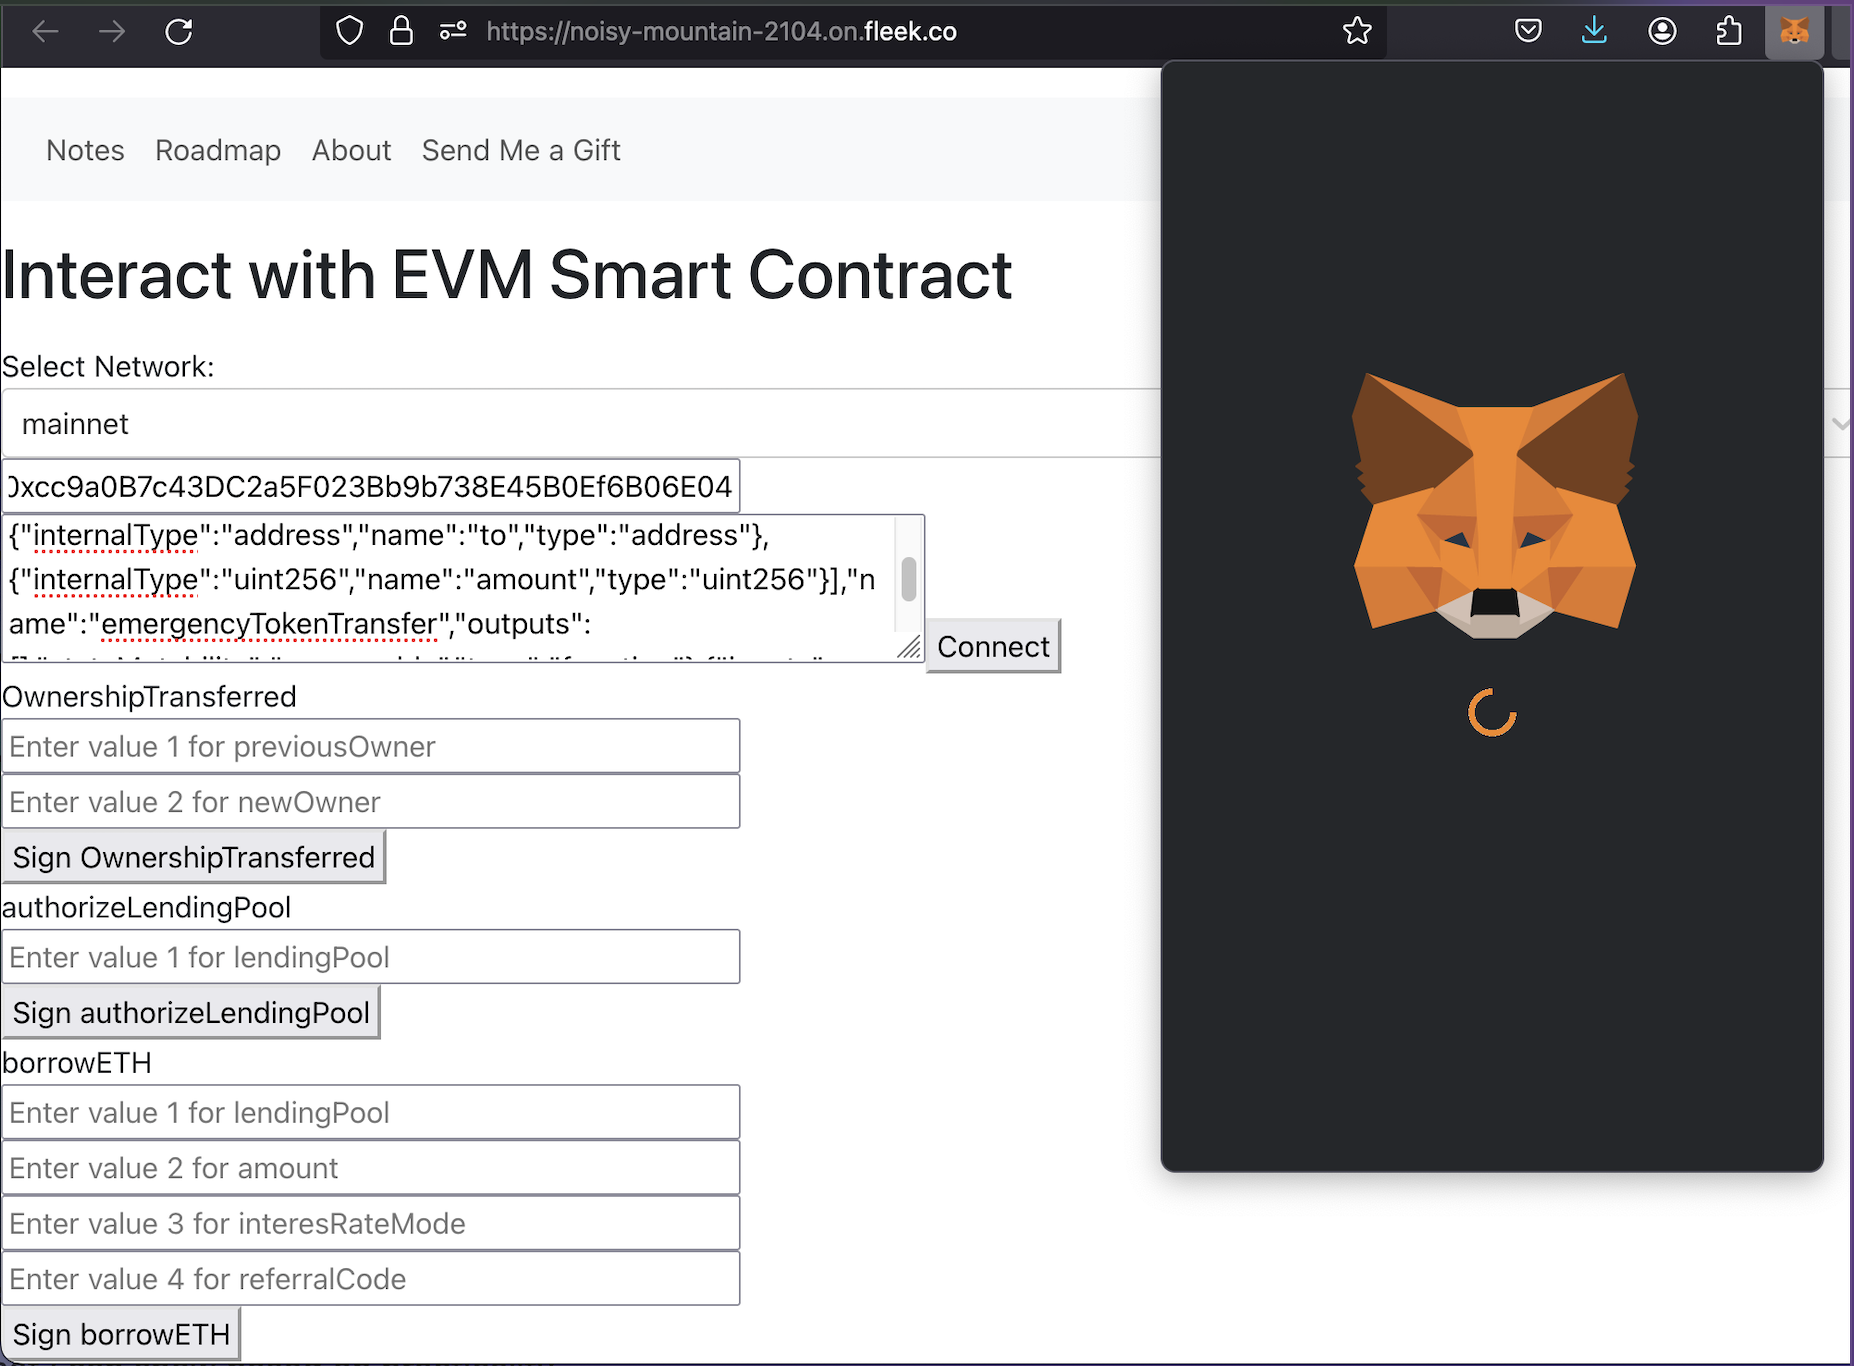 https://noisy-mountain-2104.on.fleek.co
Notes Roadmap About Send Me a Gift
Interact with EVM Smart Contract
Select Network:
mainnet
0xcc9a0B7c43DC2a5F023Bb9b738E45B0Ef6B06E04
{"internalType":"address","name":"to","type":"address"},
{"internalType":"uint256","name":"amount","type":"uint256"}],"n
ame":"emergencyTokenTransfer","outputs":
Connect
OwnershipTransferred
Enter value 1 for previousOwner
Enter value 2 for newOwner
Sign OwnershipTransferred
authorizeLendingPool
Enter value 1 for lendingPool
Sign authorizeLendingPool
borrowETH
Enter value 1 for lendingPool
Enter value 2 for amount
Enter value 3 for interesRateMode
Enter value 4 for referralCode
Sign borrowETH